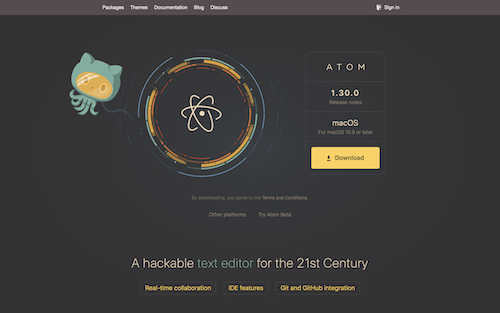 Packages Themes Documentation Blog Discuss Sign in
ATOM
1.30.0
Release notes
macOS
For macOS 10.9 or later
Download
By downloading, you agree to the Terms and Conditions.
Other platforms Try Atom Beta
A hackable text editor for the 21st Century
Real-time collaboration IDE features Git and GitHub integration